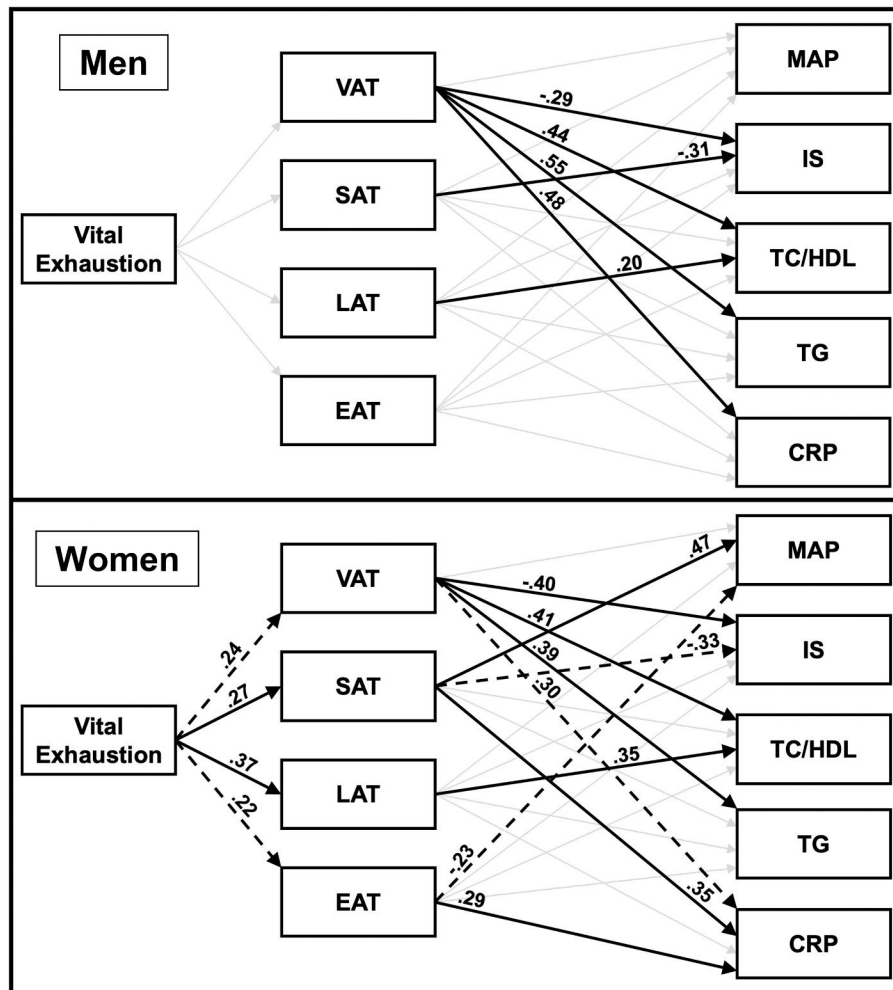 Men
VAT
SAT
LAT
EAT
Vital
Exhaustion
MAP
IS
TC/HDL
TG
CRP
-.29
.44
-.31
.55
.48
.20
Women
VAT
SAT
LAT
EAT
Vital
Exhaustion
MAP
IS
TC/HDL
TG
CRP
.24
.27
.37
.22
.47
-.40
.41
-.33
.39
.30
.35
-.23
.29
.35